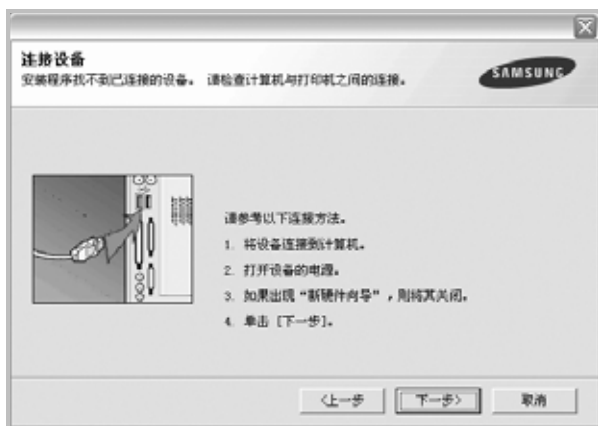 连接设备
安装程序找不到已连接的设备。 请检查计算机与打印机之间的连接。
SAMSUNG
请参考以下连接方法。
1. 将设备连接到计算机。
2. 打开设备的电源。
3. 如果出现“新硬件向导”，则将其关闭。
4. 单击 [下一步]。
<上一步
下一步>
取消